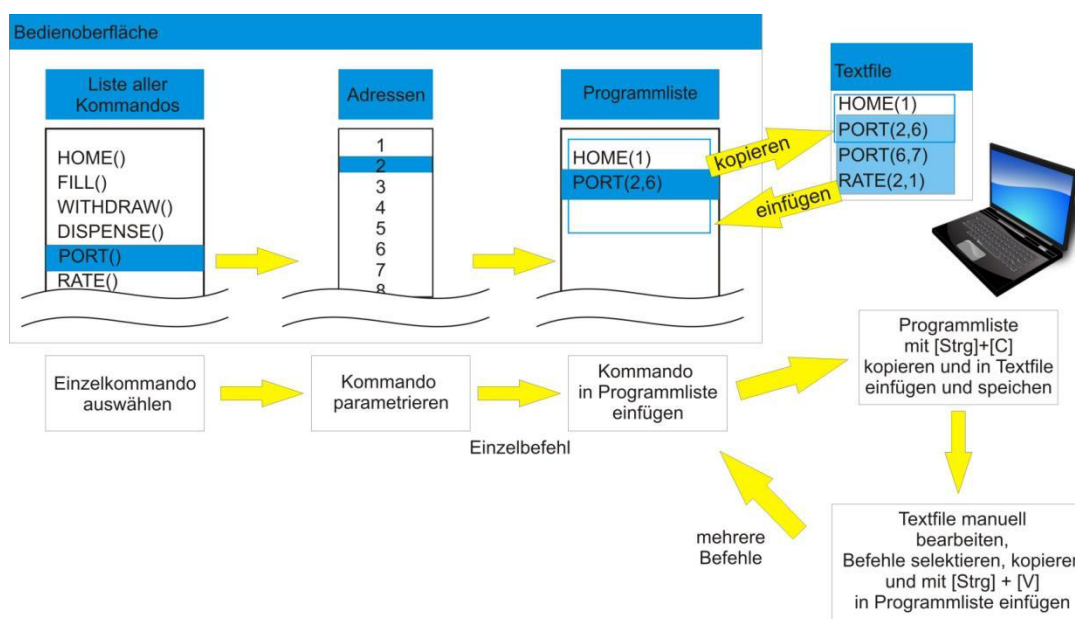 Bedienoberfläche
Liste aller
Kommandos
HOME()
FILL()
WITHDRAW()
DISPENSE()
PORT()
RATE()
Adressen
1
2
3
4
5
6
7
8
Programmliste
HOME(1)
PORT(2,6)
kopieren
einfügen
Textfile
HOME(1)
PORT(2,6)
PORT(6,7)
RATE(2,1)
Einzelkommando
auswählen
Kommando
parametrieren
Kommando
in Programmliste
einfügen
Einzelbefehl
Programmliste
mit [Strg]+[C]
kopieren und in Textfile
einfügen und speichen
mehrere
Befehle
Textfile manuell
bearbeiten,
Befehle selektieren, kopieren
und mit [Strg] + [V]
in Programmliste einfügen